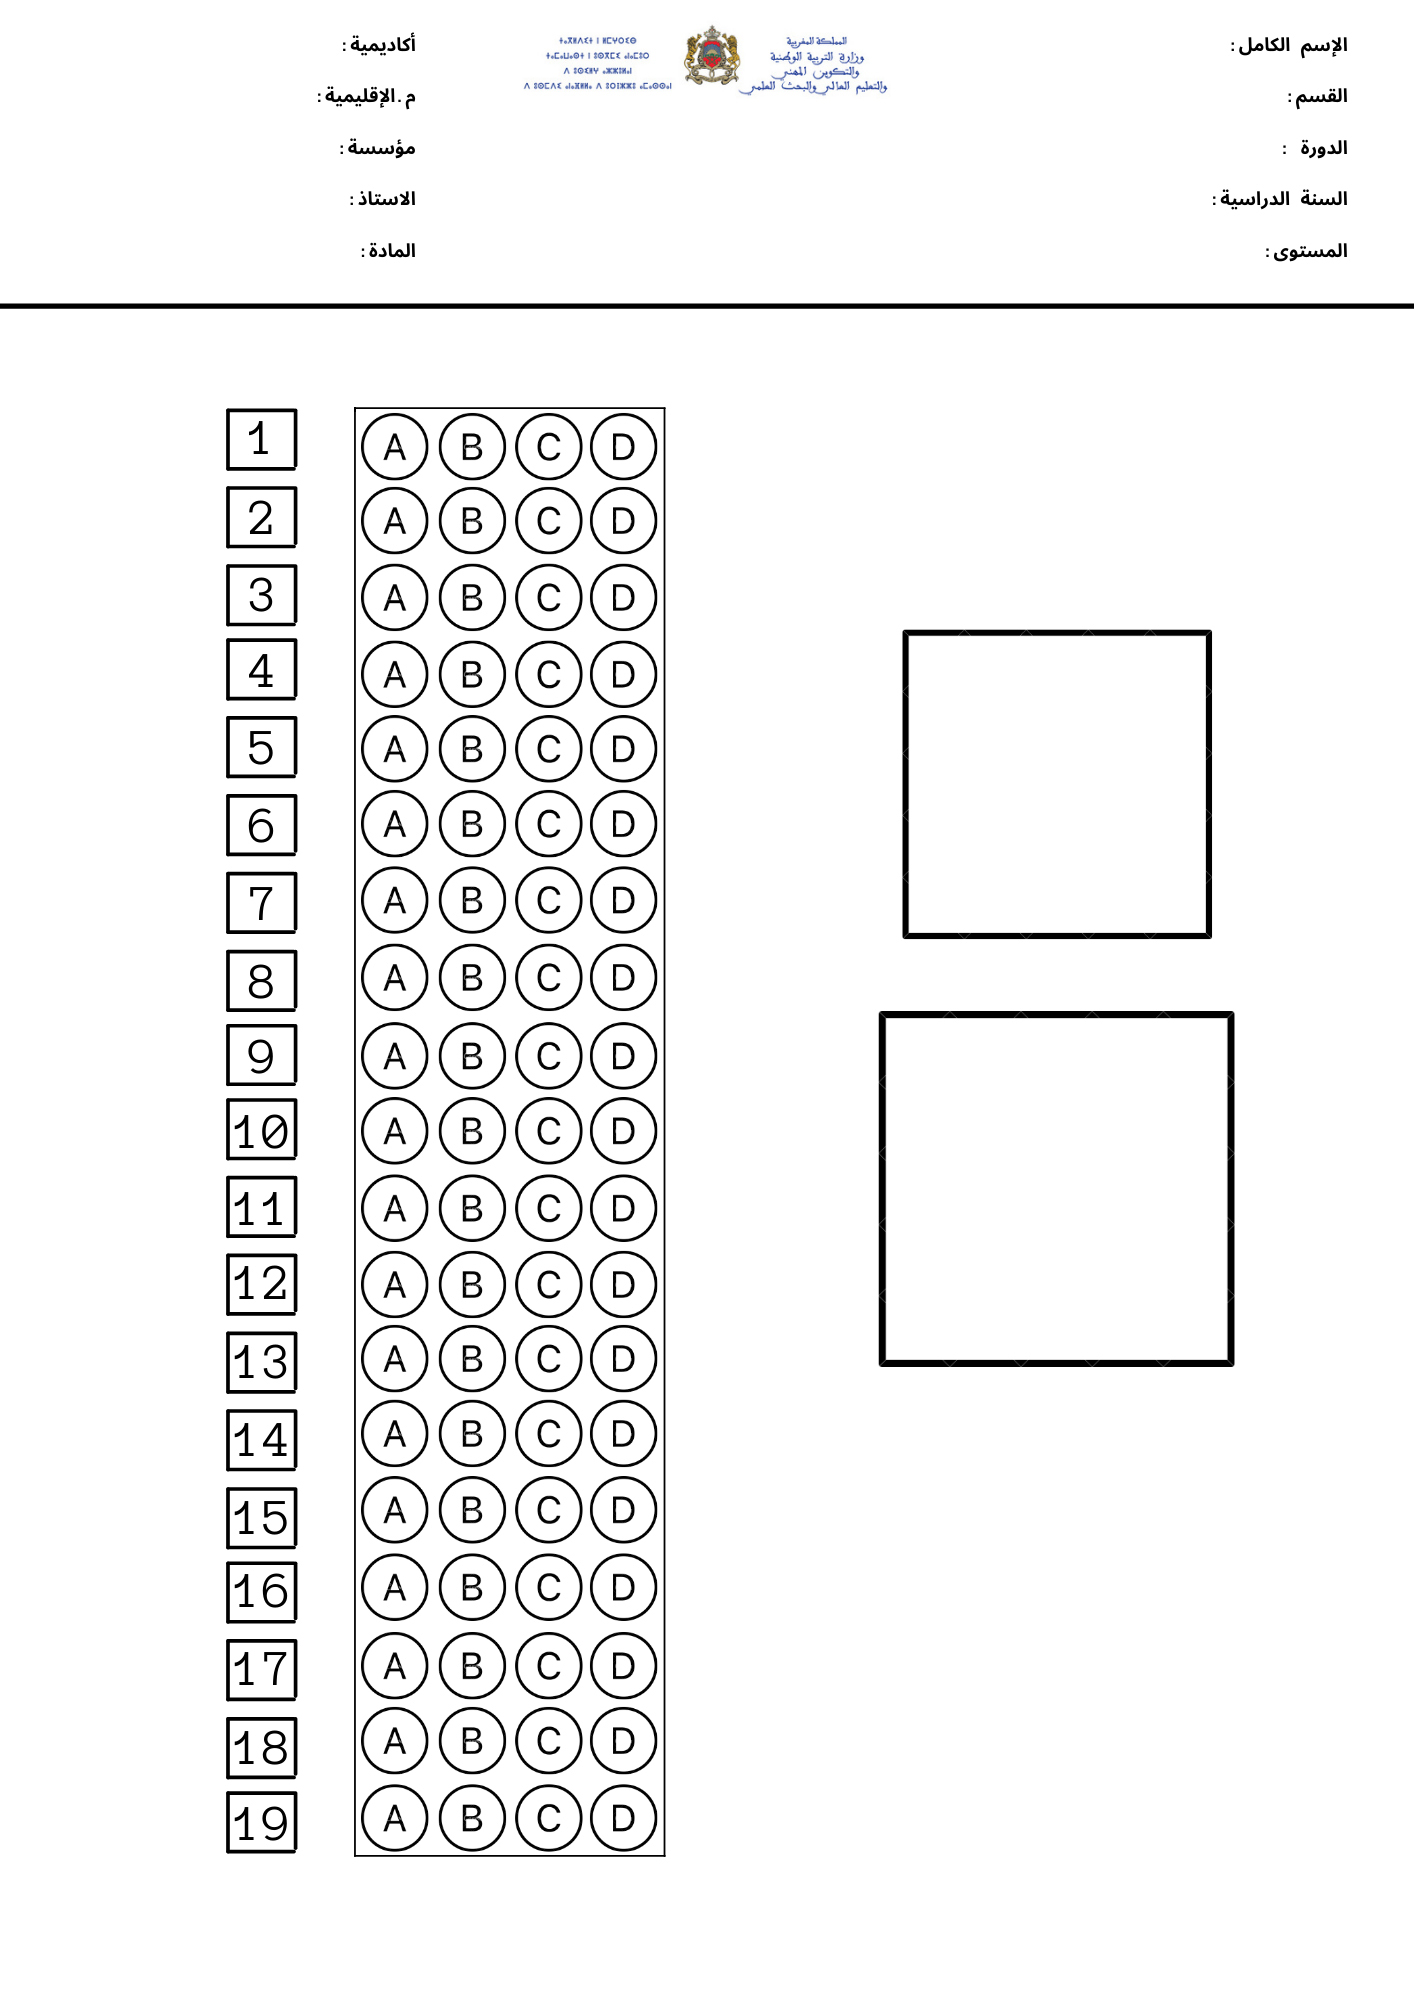 الإسم الكامل :
القسم :
الدورة :
السنة الدراسية :
المستوى :
المملكة المغربية
وزارة التربية الوطنية
والتكوين المهني
والتعليم العالي والبحث العلمي
أكاديمية :
م.الإقليمية :
مؤسسة :
الاستاذ :
المادة :
1 A B C D
2 A B C D
3 A B C D
4 A B C D
5 A B C D
6 A B C D
7 A B C D
8 A B C D
9 A B C D
10 A B C D
11 A B C D
12 A B C D
13 A B C D
14 A B C D
15 A B C D
16 A B C D
17 A B C D
18 A B C D
19 A B C D